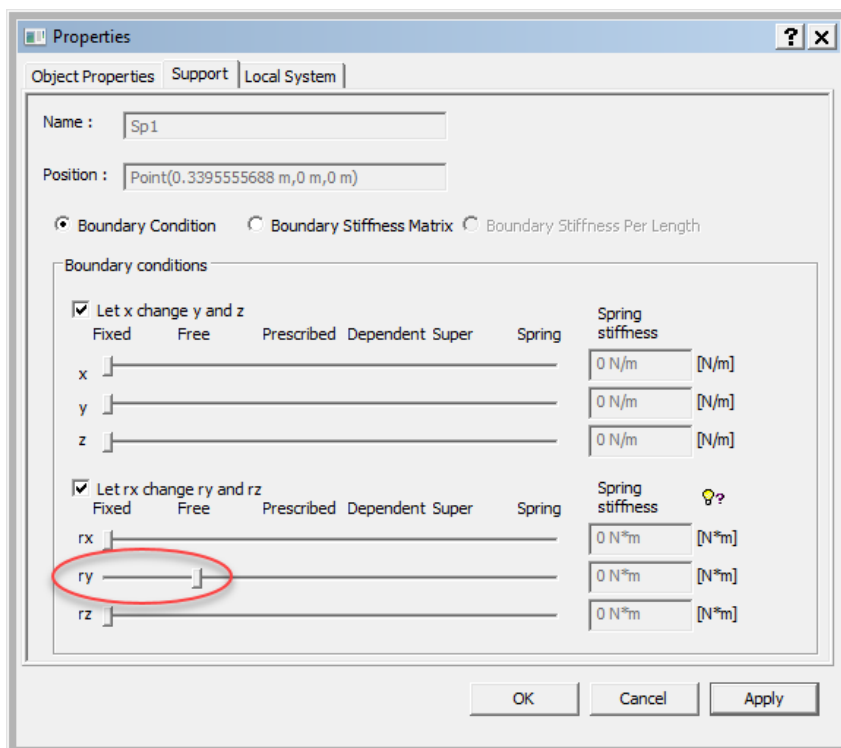 Properties
? X
Object Properties Support Local System
Name : Sp1
Position : Point(0.3395555688 m,0 m,0 m)
Boundary Condition Boundary Stiffness Matrix Boundary Stiffness Per Length
Boundary conditions
Let x change y and z
Spring
Fixed Free Prescribed Dependent Super Spring stiffness
x 0 N/m [N/m]
y 0 N/m [N/m]
z 0 N/m [N/m]
Let rx change ry and rz
Spring
Fixed Free Prescribed Dependent Super Spring stiffness ?
rx 0 N*m [N*m]
ry 0 N*m [N*m]
rz 0 N*m [N*m]
OK Cancel Apply